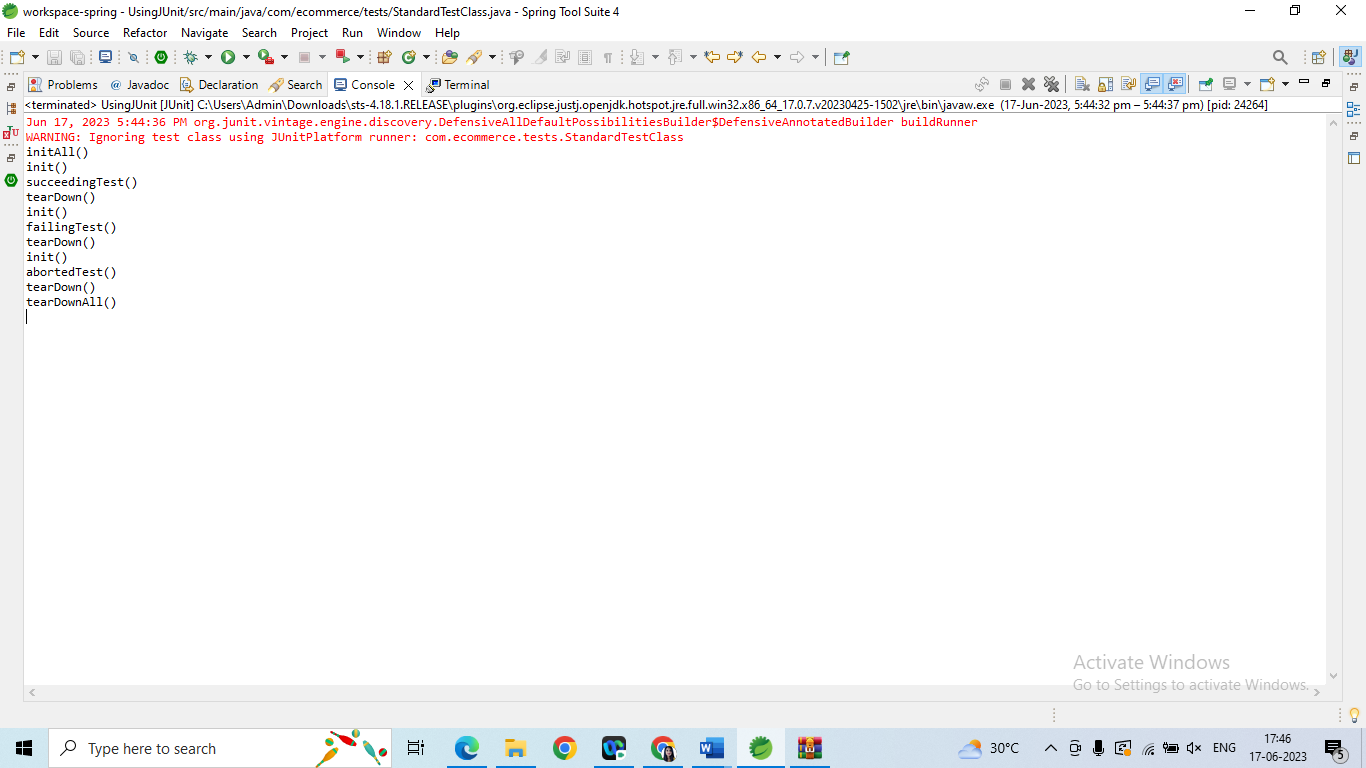 workspace-spring - UsingJUnit/src/main/java/com/ecommerce/tests/StandardTestClass.java - Spring Tool Suite 4
File Edit Source Refactor Navigate Search Project Run Window Help
Problems @ Javadoc Declaration Search Console Terminal
<terminated> UsingJUnit [JUnit] C:\Users\Admin\Downloads\sts-4.18.1.RELEASE\plugins\org.eclipse.justj.openjdk.hotspot.jre.full.win32.x86_64_17.0.7.v20230425-1502\jre\bin\javaw.exe (17-Jun-2023, 5:44:32 pm – 5:44:37 pm) [pid: 24264]
Jun 17, 2023 5:44:36 PM org.junit.vintage.engine.discovery.DefensiveAllDefaultPossibilitiesBuilder$DefensiveAnnotatedBuilder buildRunner
WARNING: Ignoring test class using JUnitPlatform runner: com.ecommerce.tests.StandardTestClass
initAll()
init()
succeedingTest()
tearDown()
init()
failingTest()
tearDown()
init()
abortedTest()
tearDown()
tearDownAll()
Activate Windows
Go to Settings to activate Windows.
Type here to search
30°C
ENG
17:46
17-06-2023
5